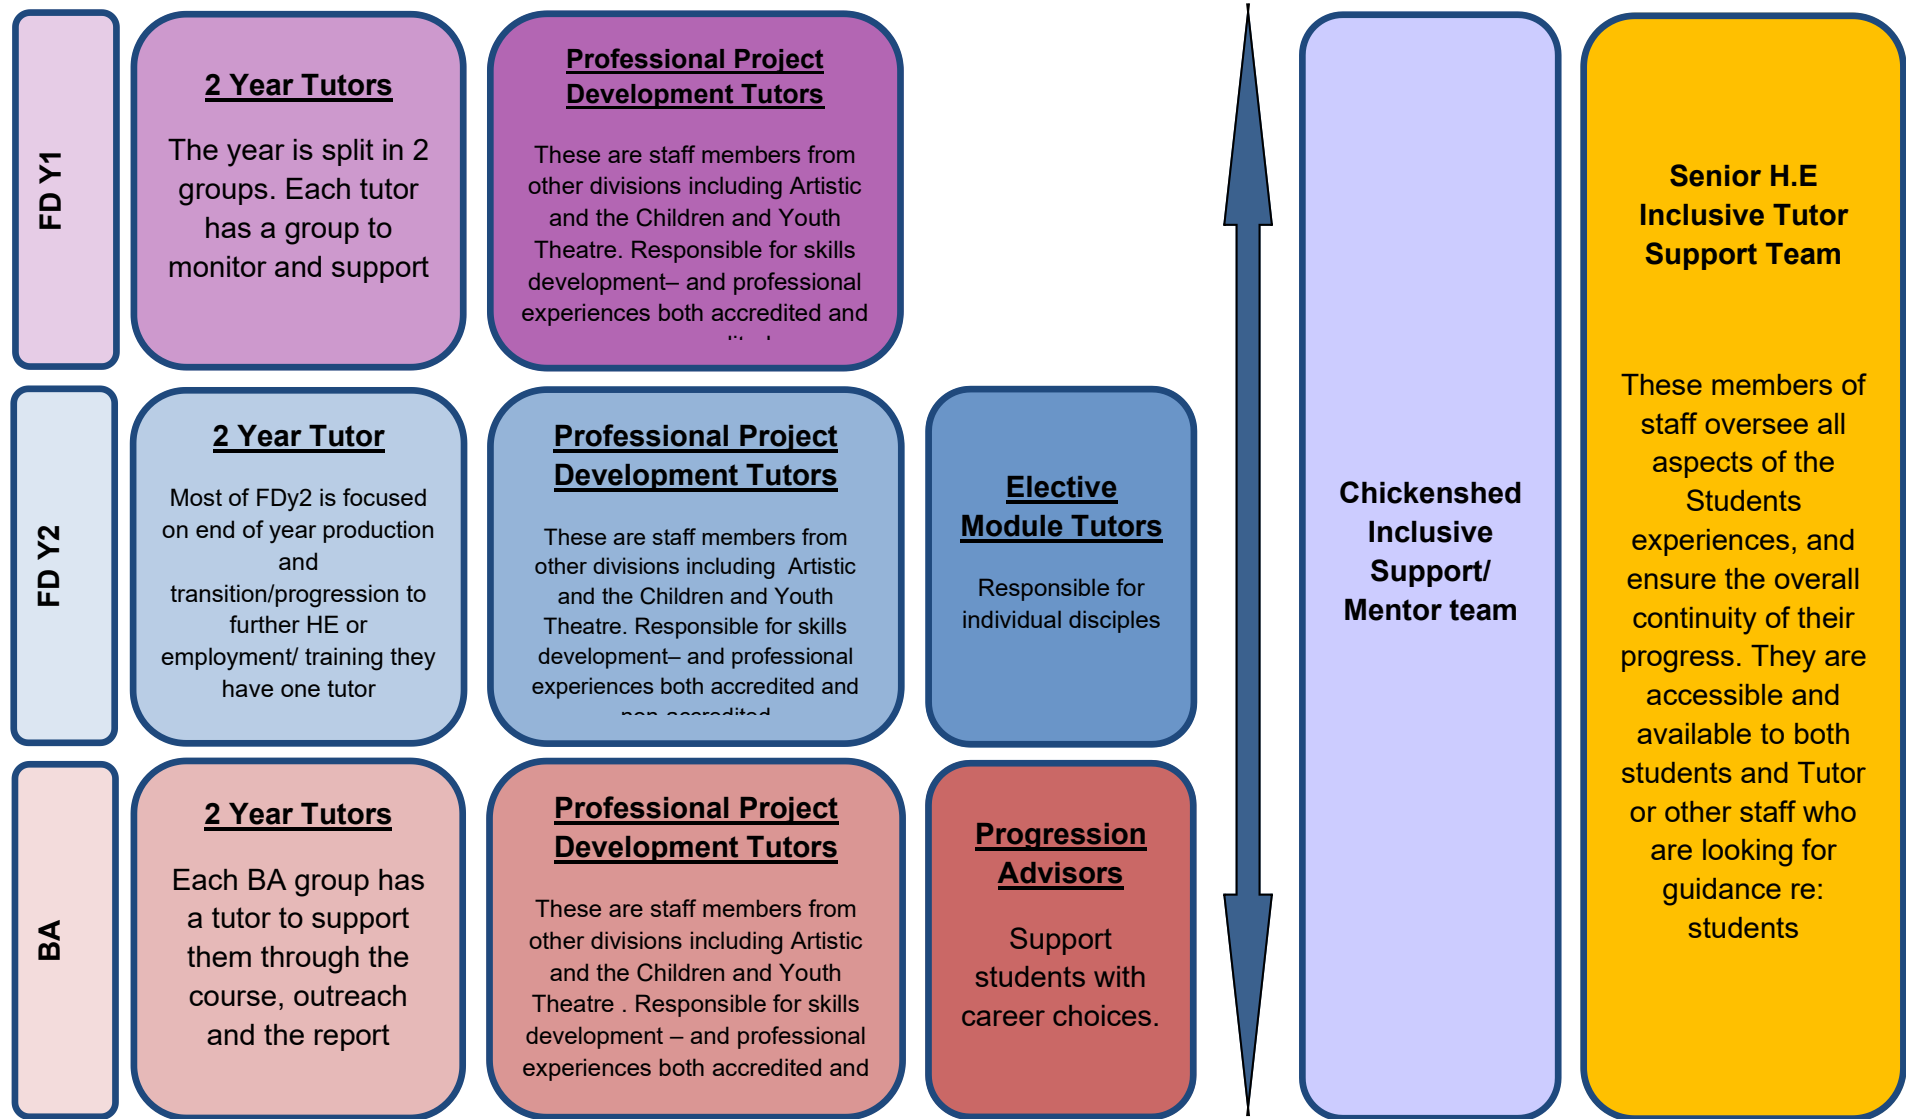 FD Y1
2 Year Tutors
The year is split in 2
groups. Each tutor
has a group to
monitor and support
Professional Project
Development Tutors
These are staff members from
other divisions including Artistic
and the Children and Youth
Theatre. Responsible for skills
development– and professional
experiences both accredited and
FD Y2
2 Year Tutor
Most of FDy2 is focused
on end of year production
and
transition/progression to
further HE or
employment/ training they
have one tutor
Professional Project
Development Tutors
These are staff members from
other divisions including  Artistic
and the Children and Youth
Theatre. Responsible for skills
development– and professional
experiences both accredited and
non accredited
Elective
Module Tutors
Responsible for
individual disciples
BA
2 Year Tutors
Each BA group has
a tutor to support
them through the
course, outreach
and the report
Professional Project
Development Tutors
These are staff members from
other divisions including Artistic
and the Children and Youth
Theatre . Responsible for skills
development – and professional
experiences both accredited and
Progression
Advisors
Support
students with
career choices.
Chickenshed
Inclusive
Support/
Mentor team
Senior H.E
Inclusive Tutor
Support Team
These members of
staff oversee all
aspects of the
Students
experiences, and
ensure the overall
continuity of their
progress. They are
accessible and
available to both
students and Tutor
or other staff who
are looking for
guidance re:
students